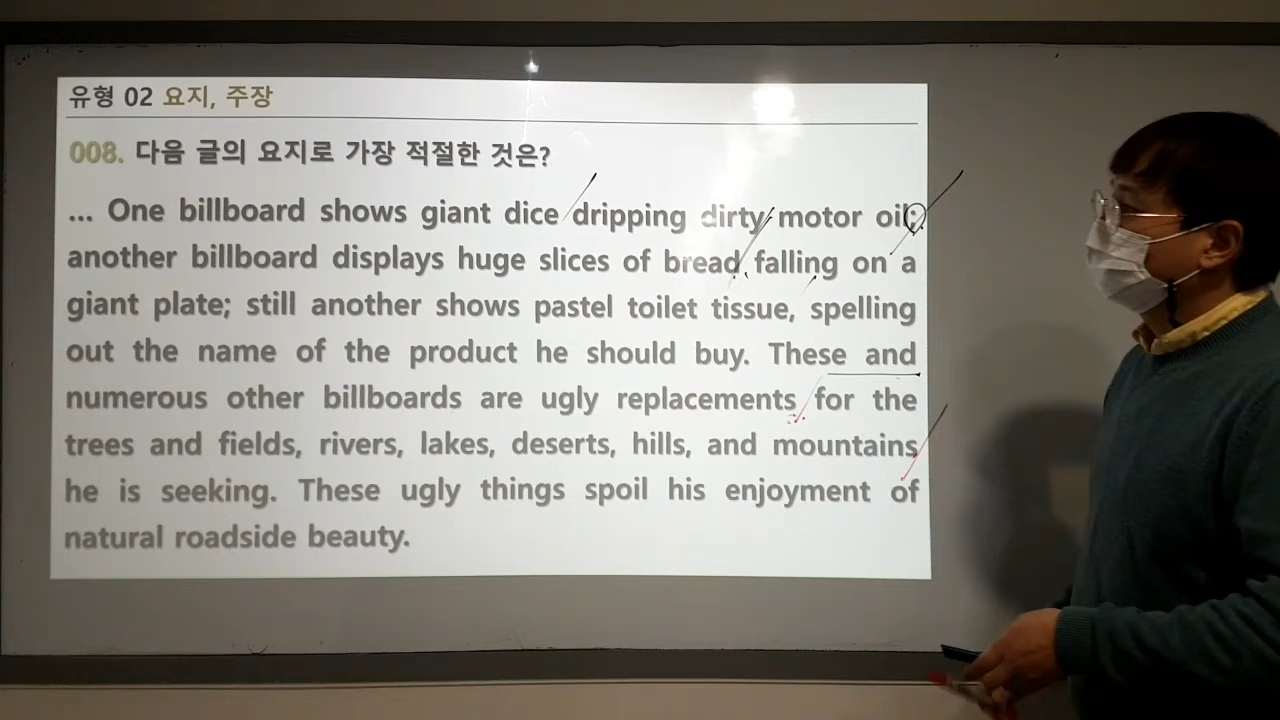 유형 02 요지, 주장
008. 다음 글의 요지로 가장 적절한 것은?
... One billboard shows giant dice dripping dirty motor oil;
another billboard displays huge slices of bread falling on a
giant plate; still another shows pastel toilet tissue, spelling
out the name of the product he should buy. These and
numerous other billboards are ugly replacements for the
trees and fields, rivers, lakes, deserts, hills, and mountains
he is seeking. These ugly things spoil his enjoyment of
natural roadside beauty.